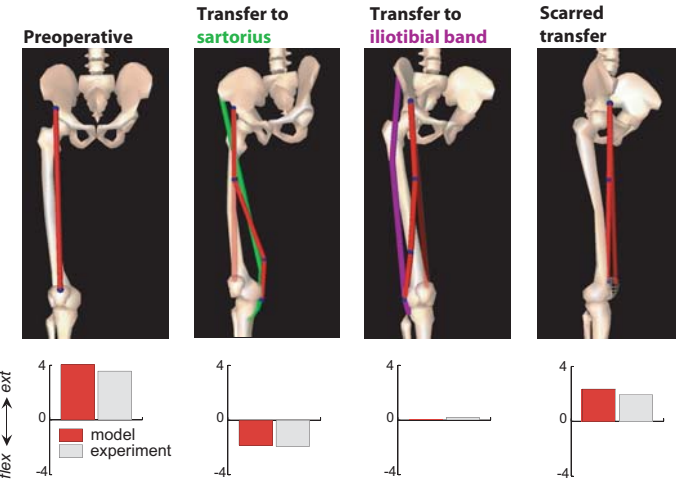 Preoperative
Transfer to
sartorius
Transfer to
iliotibial band
Scarred
transfer
flex ↔ ext
4
0
-4
model
experiment
4
0
-4
4
0
-4
4
0
-4